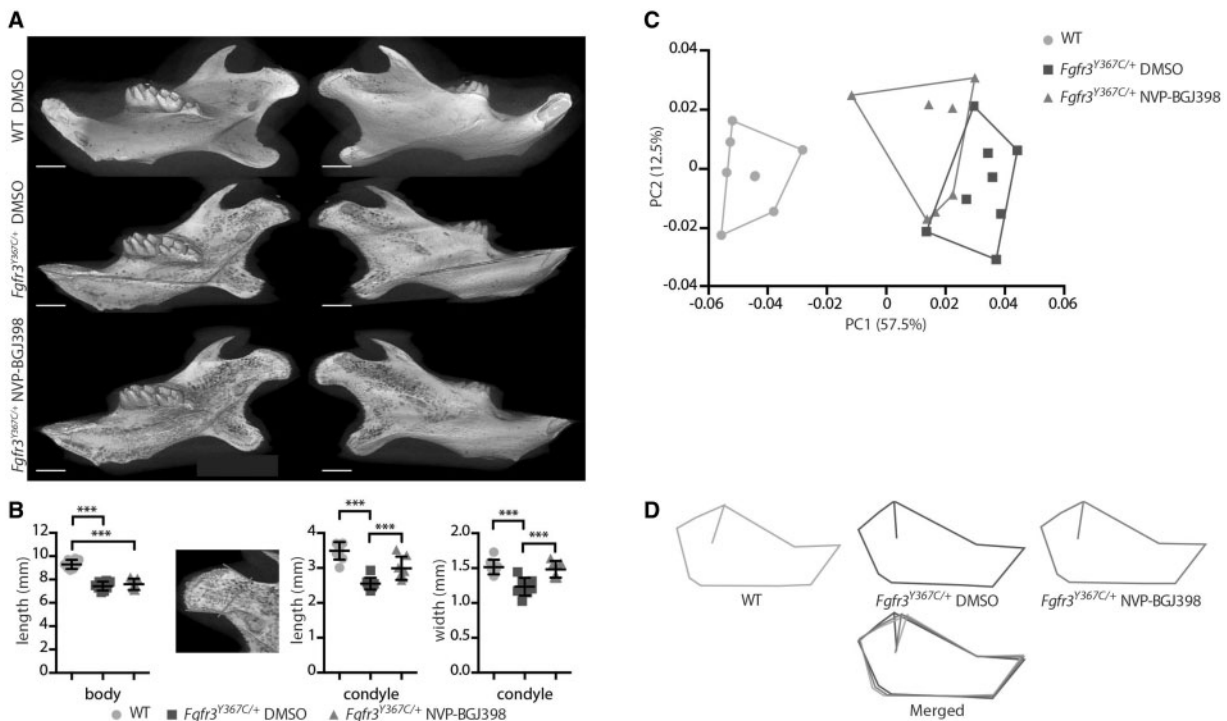 A
WT DMSO
Fgfr3Y367C/+ DMSO
Fgfr3Y367C/+ NVP-BGJ398
B
***
***
12
10
8
6
4
2
0
length (mm)
body
***
***
4
3
2
1
0
length (mm)
condyle
***
***
2.0
1.5
1.0
0.5
0.0
width (mm)
condyle
WT
Fgfr3Y367C/+ DMSO
Fgfr3Y367C/+ NVP-BGJ398
C
WT
Fgfr3Y367C/+ DMSO
Fgfr3Y367C/+ NVP-BGJ398
0.04
0.02
0
-0.02
-0.04
PC2 (12.5%)
-0.06
-0.04
-0.02
0
0.02
0.04
0.06
PC1 (57.5%)
D
WT
Fgfr3Y367C/+ DMSO
Fgfr3Y367C/+ NVP-BGJ398
Merged